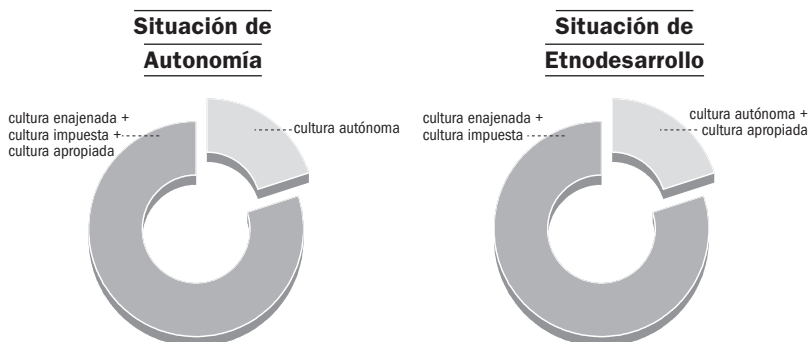 Situación de
Autonomía
cultura enajenada +
cultura impuesta +
cultura apropiada
cultura autónoma
Situación de
Etnodesarrollo
cultura enajenada +
cultura impuesta
cultura autónoma +
cultura apropiada